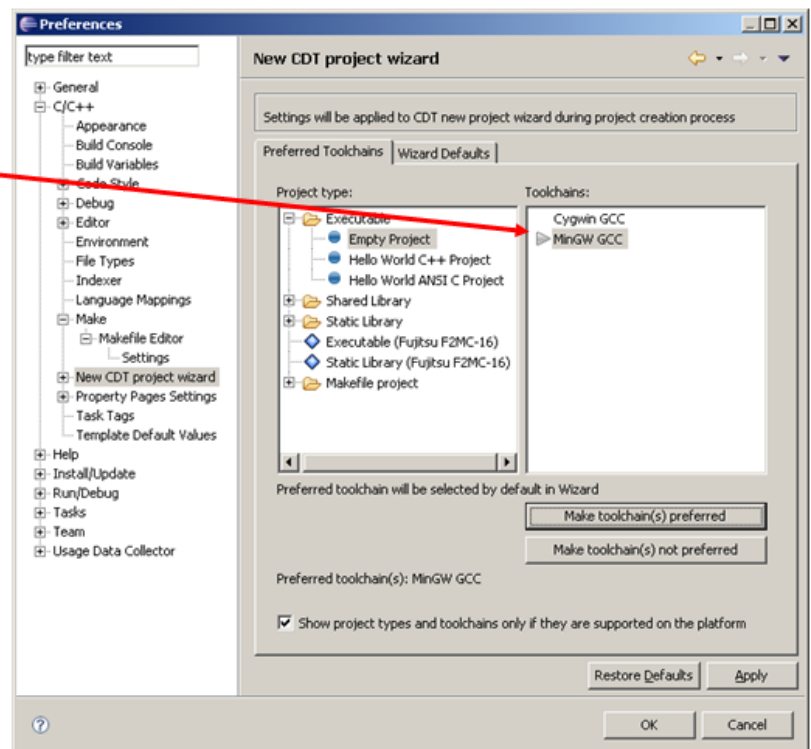 Preferences
type filter text
General
C/C++
Appearance
Build Console
Build Variables
Code Style
Debug
Editor
Environment
File Types
Indexer
Language Mappings
Make
Makefile Editor
Settings
New CDT project wizard
Property Pages Settings
Task Tags
Template Default Values
Help
Install/Update
Run/Debug
Tasks
Team
Usage Data Collector
New CDT project wizard
Settings will be applied to CDT new project wizard during project creation process
Preferred Toolchains Wizard Defaults
Project type: Toolchains:
Executable
Empty Project
Hello World C++ Project
Hello World ANSI C Project
Shared Library
Static Library
Executable (Fujitsu F2MC-16)
Static Library (Fujitsu F2MC-16)
Makefile project
Cygwin GCC
MinGW GCC
Preferred toolchain will be selected by default in Wizard
Make toolchain(s) preferred
Make toolchain(s) not preferred
Preferred toolchain(s): MinGW GCC
Show project types and toolchains only if they are supported on the platform
Restore Defaults Apply
OK Cancel